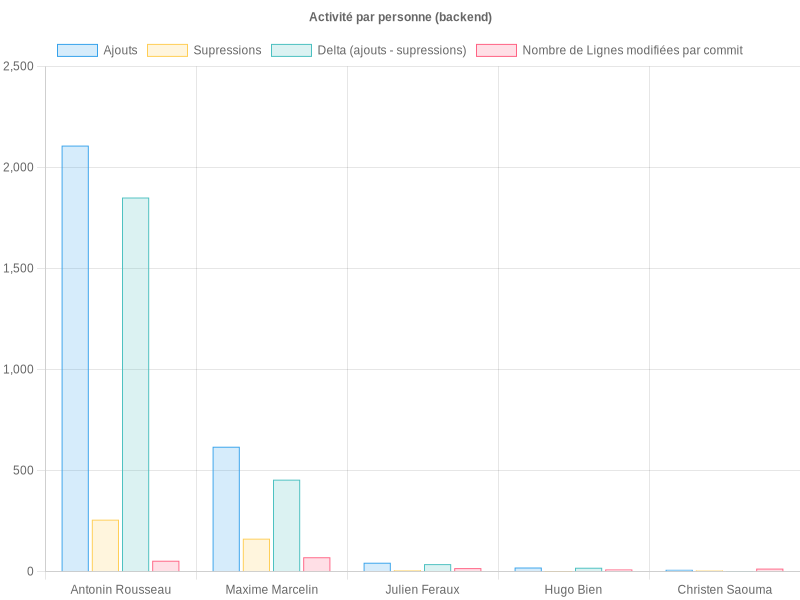 Activité par personne (backend)
Ajouts Supressions Delta (ajouts - supressions) Nombre de Lignes modifiées par commit
2,500
2,000
1,500
1,000
500
0
Antonin Rousseau Maxime Marcelin Julien Feraux Hugo Bien Christen Saouma